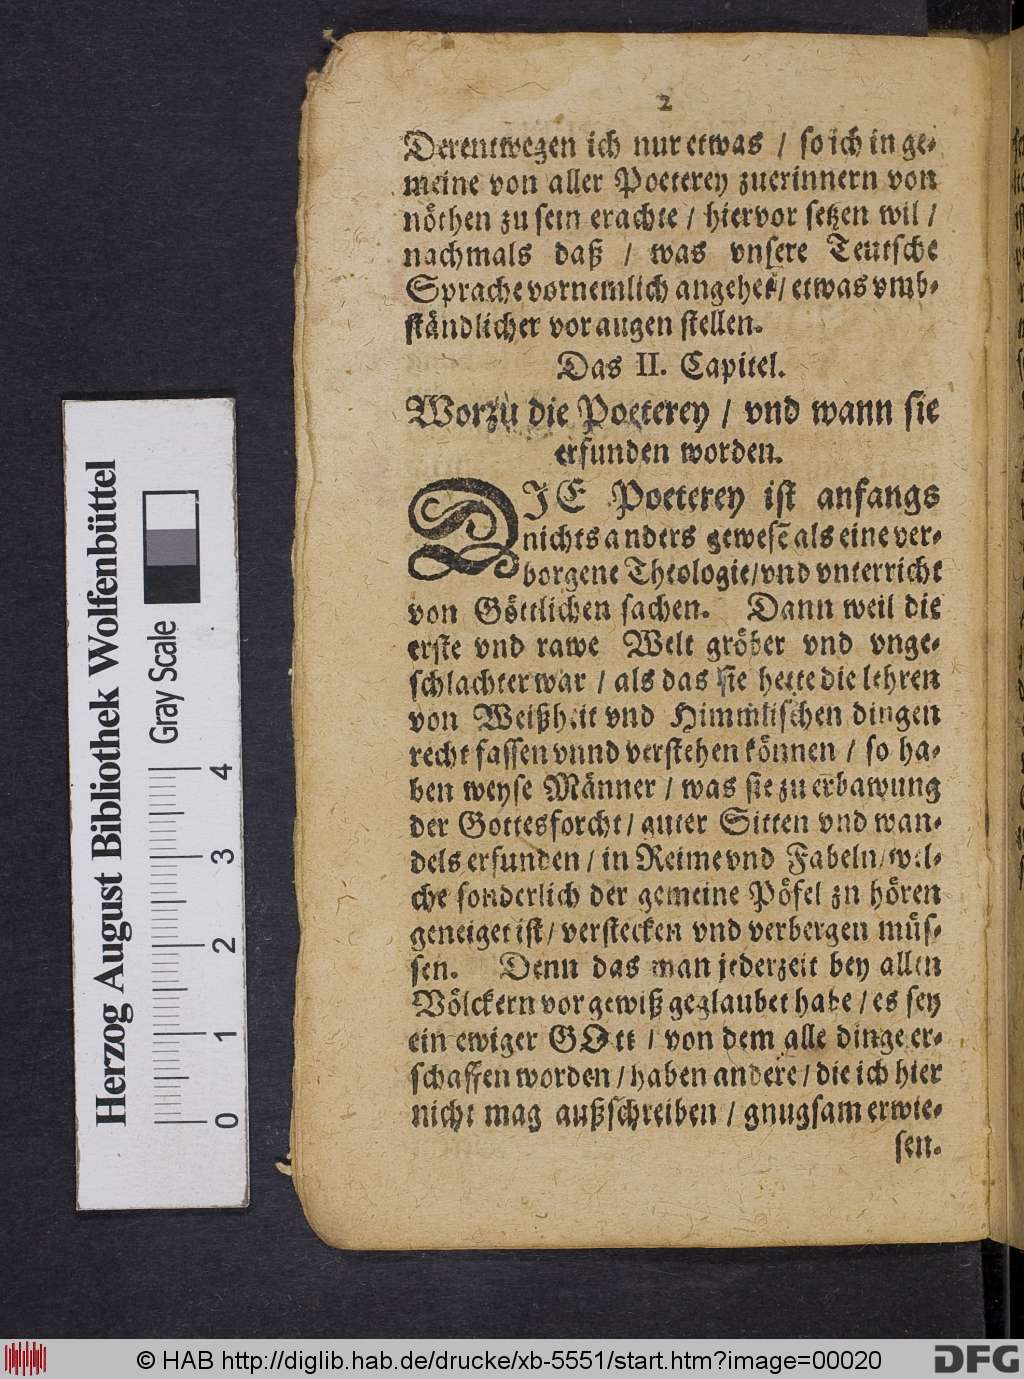 2
Derentwegen ich nur etwas / so ich in ge-
meine von aller Poeterey zuerinnern von
nöthen zu sein erachte / hiervor setzen wil /
nachmals daß / was vnsere Teutsche
Sprache vornemlich angehet / etwas vmb-
ständlicher vor augen stellen.
Das II. Capitel.
Worzu die Poeterey / vnd wann sie
erfunden worden.
DIE Poeterey ist anfangs
nichts anders gewesē als eine ver-
borgene Theologie / vnd vnterricht
von Göttlichen sachen. Dann weil die
erste vnd rawe Welt gröber vnd vnge-
schlachter war / als das sie hette die lehren
von Weißheit vnd Himmlischen dingen
recht fassen vnnd verstehen können / so ha-
ben weyse Männer / was sie zu erbawung
der Gottesforcht / guter Sitten vnd wan-
dels erfunden / in Reime vnd Fabeln / wel-
che sonderlich der gemeine Pöfel zn hören
geneiget ist / verstecken vnd verbergen müs-
sen. Denn das man jederzeit bey allen
Völckern vor gewiß geglaubet habe / es sey
ein ewiger GOtt / von dem alle dinge er-
schaffen worden / haben andere / die ich hier
nicht mag außschreiben / gnugsam erwie-
sen.
Herzog August Bibliothek Wolfenbüttel
Gray Scale
0 1 2 3 4
© HAB http://diglib.hab.de/drucke/xb-5551/start.htm?image=00020
DFG